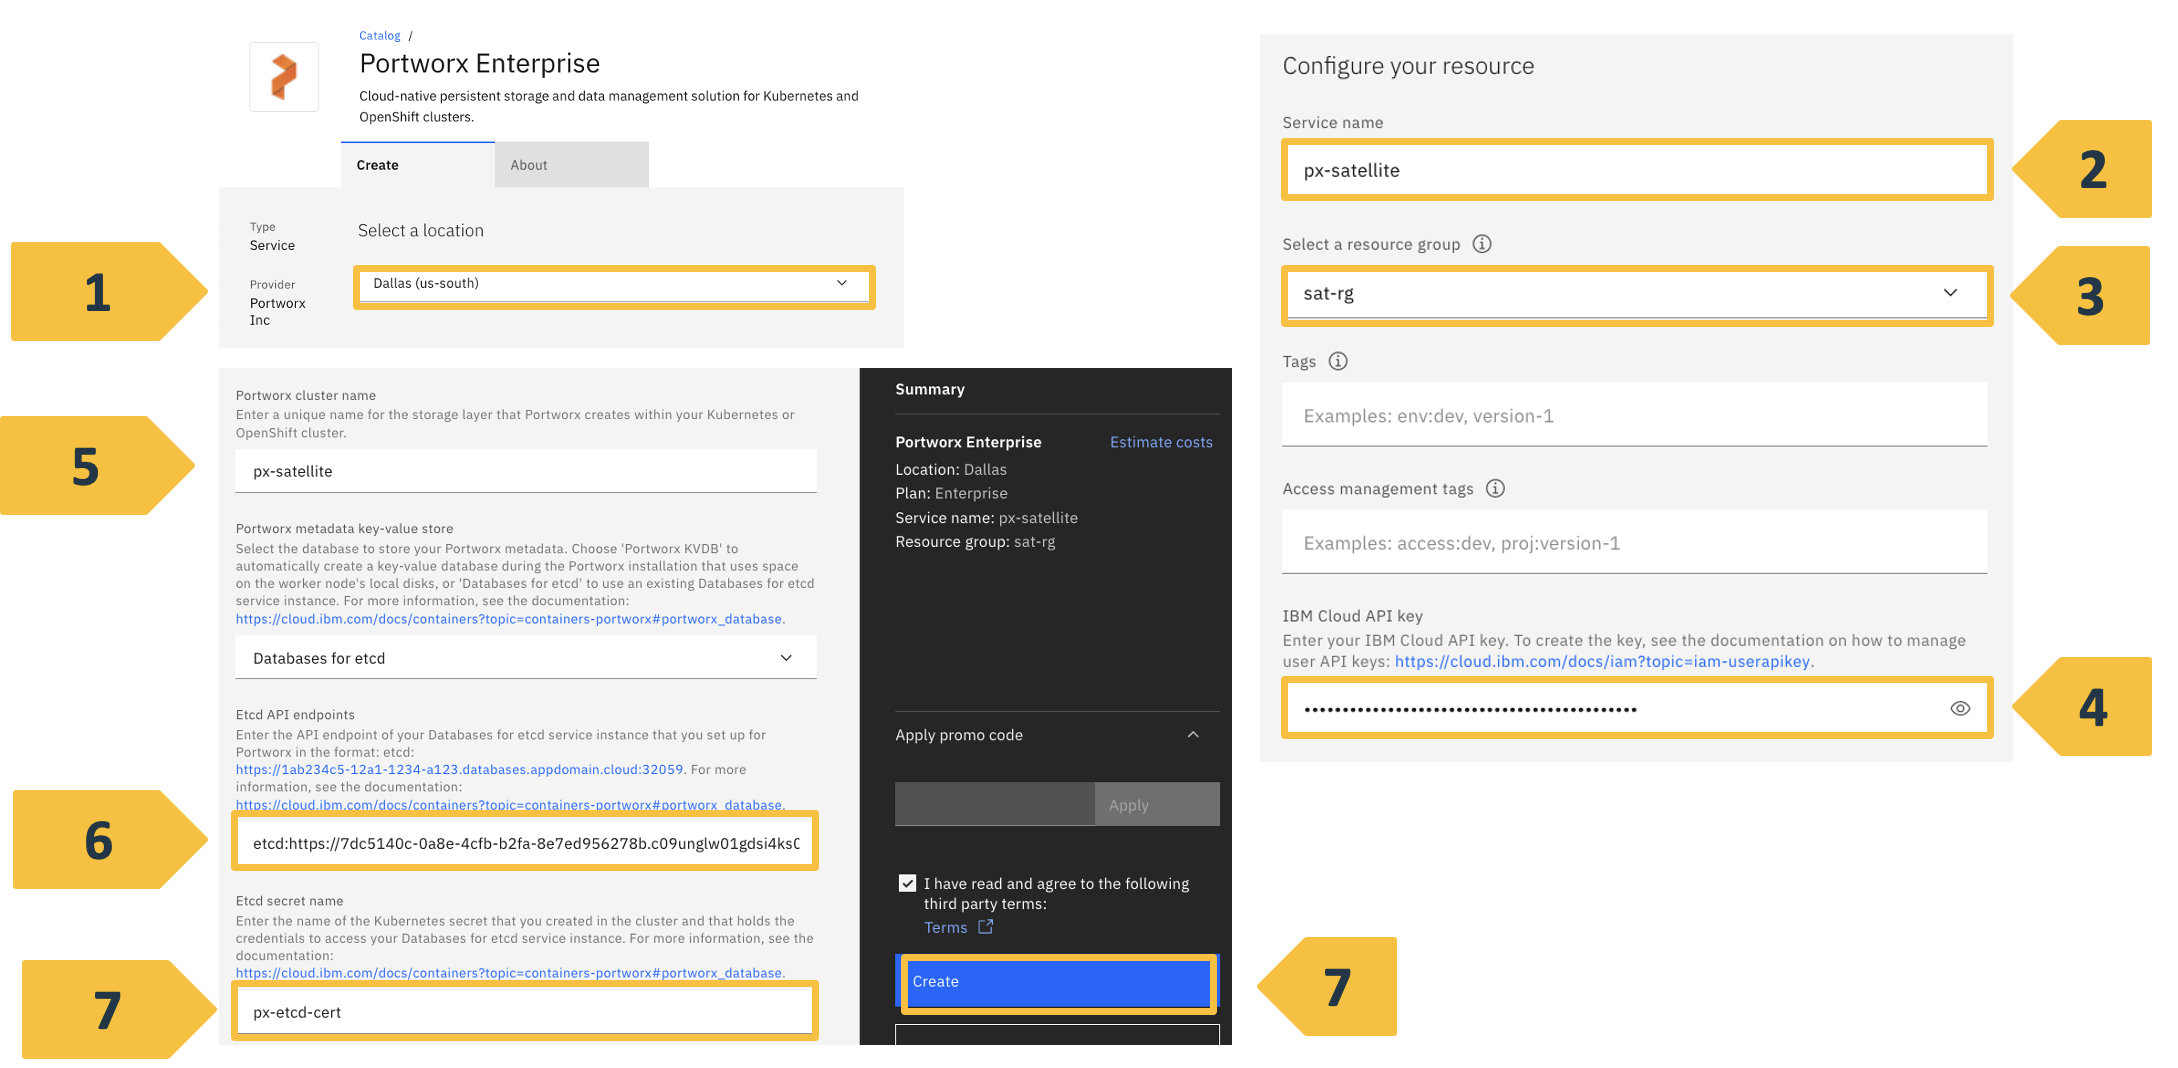 Catalog /
Portworx Enterprise
Cloud-native persistent storage and data management solution for Kubernetes and
OpenShift clusters.
Create
About
Type
Service
Provider
Portworx
Inc
Select a location
Dallas (us-south)
1
Configure your resource
Service name
px-satellite
2
Select a resource group
sat-rg
3
Tags
Examples: env:dev, version-1
Access management tags
Examples: access:dev, proj:version-1
IBM Cloud API key
Enter your IBM Cloud API key. To create the key, see the documentation on how to manage
user API keys: https://cloud.ibm.com/docs/iam?topic=iam-userapikey.
4
Portworx cluster name
Enter a unique name for the storage layer that Portworx creates within your Kubernetes or
OpenShift cluster.
5
px-satellite
Portworx metadata key-value store
Select the database to store your Portworx metadata. Choose 'Portworx KVDB' to
automatically create a key-value database during the Portworx installation that uses space
on the worker node's local disks, or 'Databases for etcd' to use an existing Databases for etcd
service instance. For more information, see the documentation:
https://cloud.ibm.com/docs/containers?topic=containers-portworx#portworx_database.
Databases for etcd
Etcd API endpoints
Enter the API endpoint of your Databases for etcd service instance that you set up for
Portworx in the format: etcd:
https://1ab234c5-12a1-1234-a123.databases.appdomain.cloud:32059. For more
information, see the documentation:
https://cloud.ibm.com/docs/containers?topic=containers-portworx#portworx_database.
6
etcd:https://7dc5140c-0a8e-4cfb-b2fa-8e7ed956278b.c09unglw01gdsi4ks0
Etcd secret name
Enter the name of the Kubernetes secret that you created in the cluster and that holds the
credentials to access your Databases for etcd service instance. For more information, see the
documentation:
https://cloud.ibm.com/docs/containers?topic=containers-portworx#portworx_database.
7
px-etcd-cert
Summary
Portworx Enterprise
Estimate costs
Location: Dallas
Plan: Enterprise
Service name: px-satellite
Resource group: sat-rg
Apply promo code
Apply
I have read and agree to the following
third party terms:
Terms
Create
7